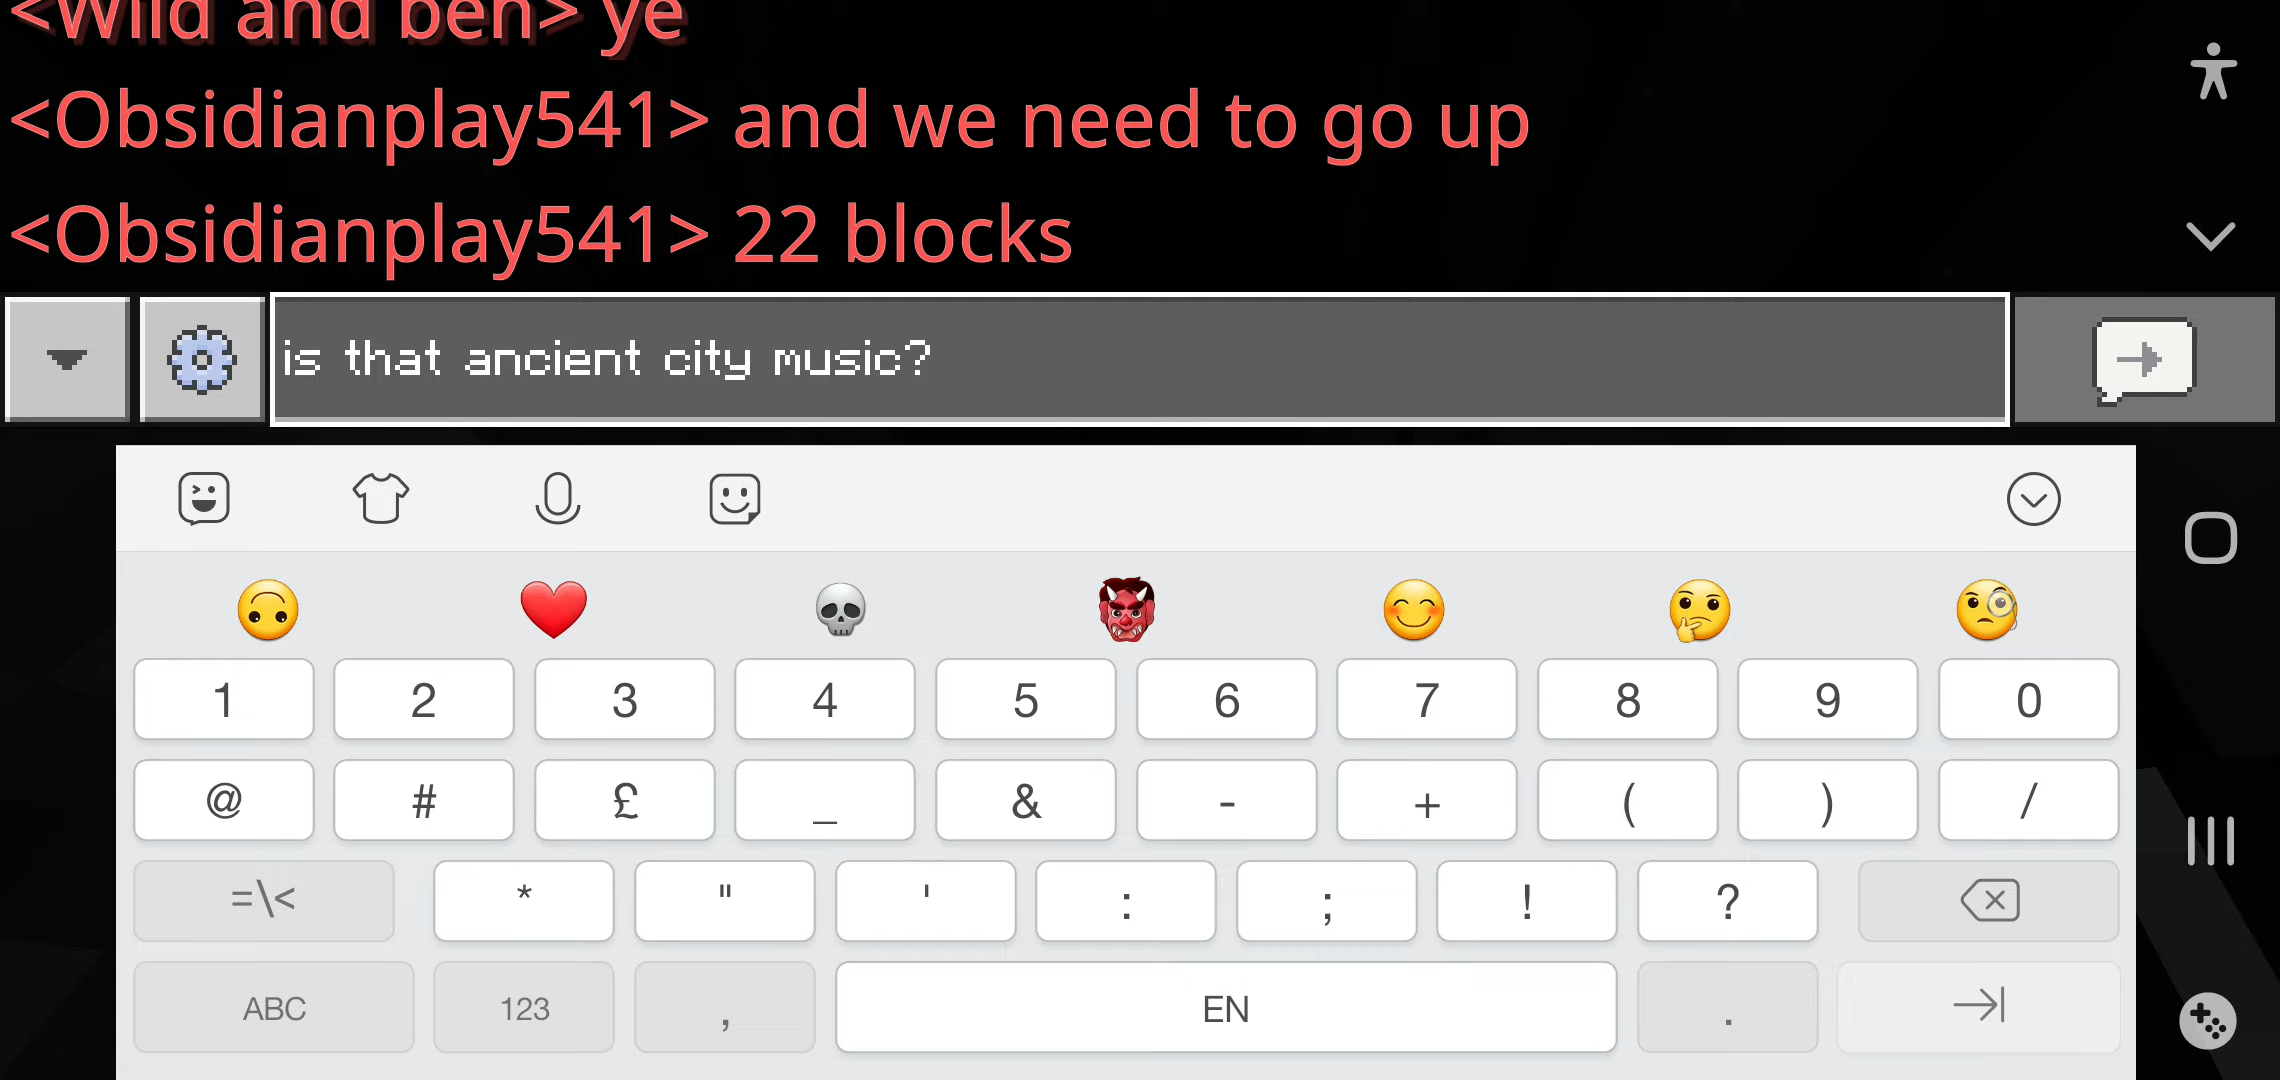 <Wild and ben> ye
<Obsidianplay541> and we need to go up
<Obsidianplay541> 22 blocks
is that ancient city music?
1 2 3 4 5 6 7 8 9 0
@ # £ _ & - + ( ) /
=\< * " ' : ; ! ?
ABC 123 , EN .